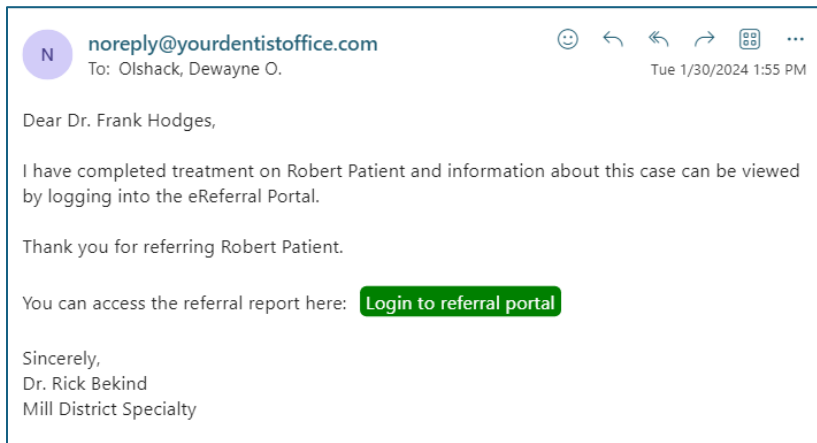 N
noreply@yourdentistoffice.com
To: Olshack, Dewayne O.
Tue 1/30/2024 1:55 PM
Dear Dr. Frank Hodges,
I have completed treatment on Robert Patient and information about this case can be viewed
by logging into the eReferral Portal.
Thank you for referring Robert Patient.
You can access the referral report here: Login to referral portal
Sincerely,
Dr. Rick Bekind
Mill District Specialty